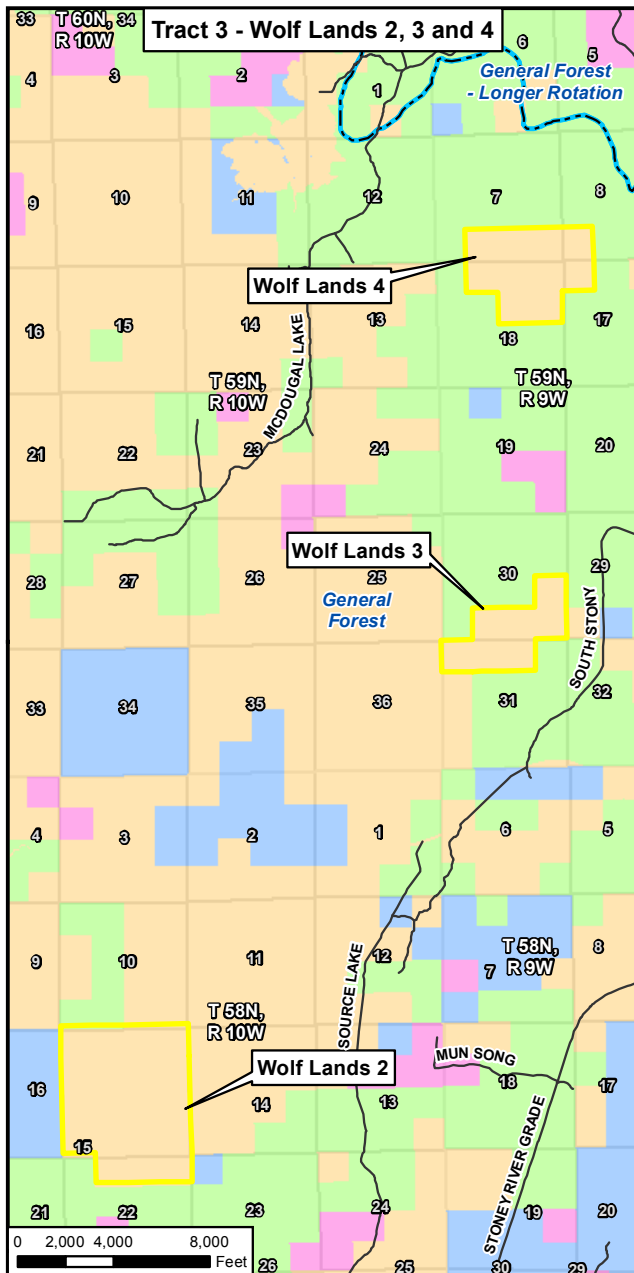 Tract 3 - Wolf Lands 2, 3 and 4
33
T 60N,
R 10W
34
4
3
2
1
6
5
General Forest
- Longer Rotation
9
10
11
12
7
8
Wolf Lands 4
16
15
14
13
18
17
T 59N,
R 10W
MCDOUGAL LAKE
T 59N,
R 9W
21
22
23
24
19
20
Wolf Lands 3
28
27
26
25
30
29
General
Forest
SOUTH STONY
33
34
35
36
31
32
4
3
2
1
6
5
9
10
11
12
7
8
T 58N,
R 9W
T 58N,
R 10W
SOURCE LAKE
Wolf Lands 2
MUN SONG
16
15
14
13
18
17
STONEY RIVER GRADE
21
22
23
24
19
20
26
25
30
29
0 2,000 4,000 8,000
Feet